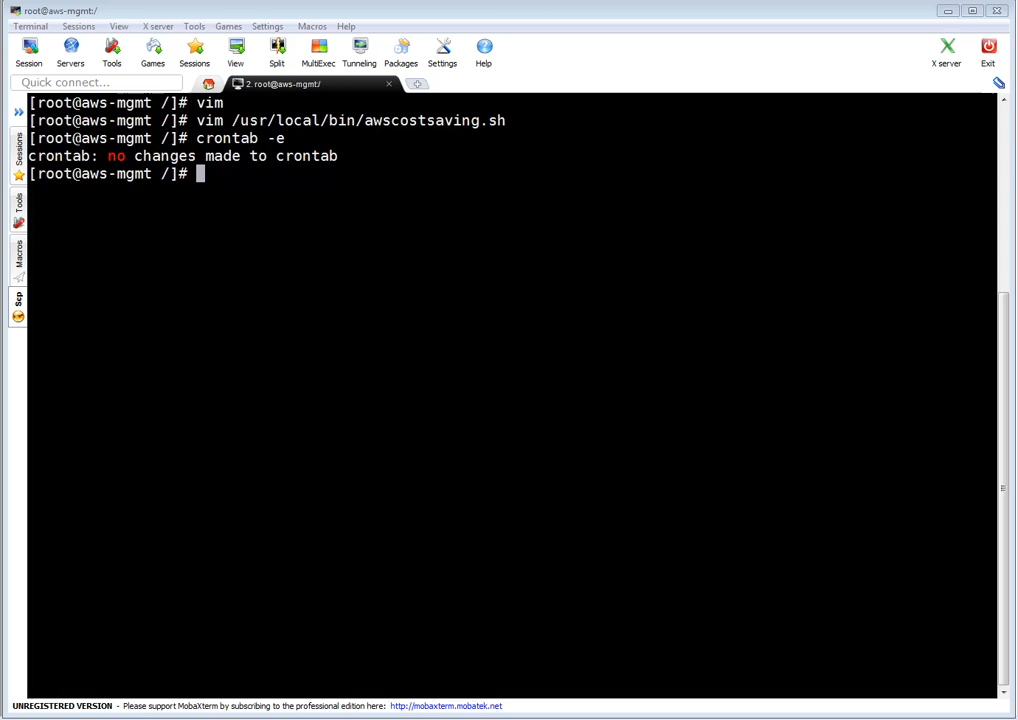 root@aws-mgmt:/
Terminal Sessions View X server Tools Games Settings Macros Help
Session Servers Tools Games Sessions View Split MultiExec Tunneling Packages Settings Help X server Exit
Quick connect... 2. root@aws-mgmt:/
[root@aws-mgmt /]# vim
[root@aws-mgmt /]# vim /usr/local/bin/awscostsaving.sh
[root@aws-mgmt /]# crontab -e
crontab: no changes made to crontab
[root@aws-mgmt /]#
Sessions
Tools
Macros
Scp
UNREGISTERED VERSION - Please support MobaXterm by subscribing to the professional edition here: http://mobaxterm.mobatek.net